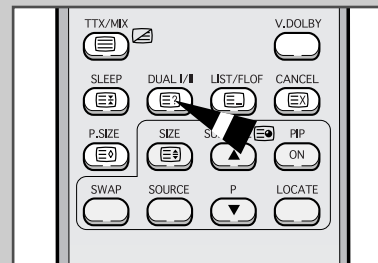 TTX/MIX V.DOLBY
SLEEP DUAL I/II LIST/FLOF CANCEL
? X
P.SIZE SIZE PIP
ON
SWAP SOURCE P LOCATE